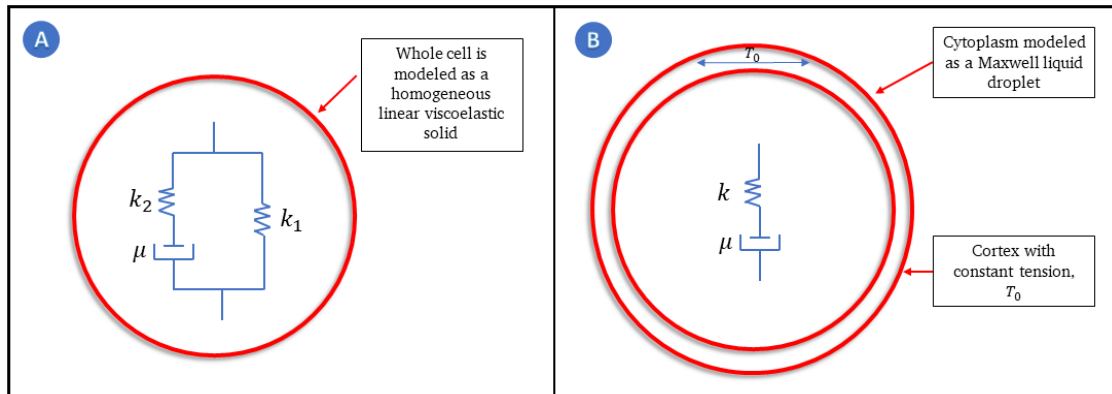 A
Whole cell is
modeled as a
homogeneous
linear viscoelastic
solid
k₂
k₁
μ
B
T₀
Cytoplasm modeled
as a Maxwell liquid
droplet
k
μ
Cortex with
constant tension,
T₀